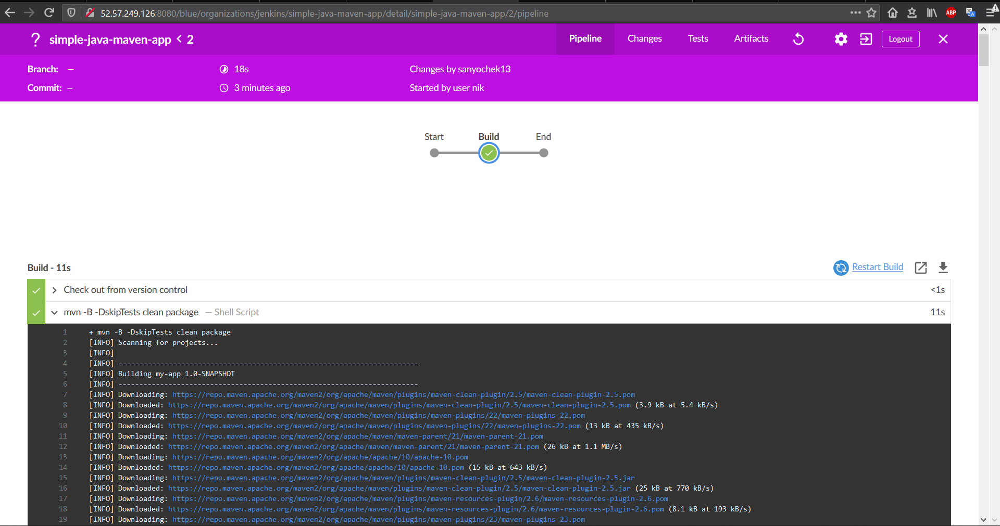 52.57.249.126:8080/blue/organizations/jenkins/simple-java-maven-app/detail/simple-java-maven-app/2/pipeline
ABP
? simple-java-maven-app < 2
Pipeline Changes Tests Artifacts Logout
Branch: — 18s Changes by sanyochek13
Commit: — 3 minutes ago Started by user nik
Start Build End
Build - 11s Restart Build
Check out from version control <1s
mvn -B -DskipTests clean package — Shell Script 11s
1 + mvn -B -DskipTests clean package
2 [INFO] Scanning for projects...
3 [INFO]
4 [INFO] ------------------------------------------------------------------------
5 [INFO] Building my-app 1.0-SNAPSHOT
6 [INFO] ------------------------------------------------------------------------
7 [INFO] Downloading: https://repo.maven.apache.org/maven2/org/apache/maven/plugins/maven-clean-plugin/2.5/maven-clean-plugin-2.5.pom
8 [INFO] Downloaded: https://repo.maven.apache.org/maven2/org/apache/maven/plugins/maven-clean-plugin/2.5/maven-clean-plugin-2.5.pom (3.9 kB at 5.4 kB/s)
9 [INFO] Downloading: https://repo.maven.apache.org/maven2/org/apache/maven/plugins/maven-plugins/22/maven-plugins-22.pom
10 [INFO] Downloaded: https://repo.maven.apache.org/maven2/org/apache/maven/plugins/maven-plugins/22/maven-plugins-22.pom (13 kB at 435 kB/s)
11 [INFO] Downloading: https://repo.maven.apache.org/maven2/org/apache/maven/maven-parent/21/maven-parent-21.pom
12 [INFO] Downloaded: https://repo.maven.apache.org/maven2/org/apache/maven/maven-parent/21/maven-parent-21.pom (26 kB at 1.1 MB/s)
13 [INFO] Downloading: https://repo.maven.apache.org/maven2/org/apache/apache/10/apache-10.pom
14 [INFO] Downloaded: https://repo.maven.apache.org/maven2/org/apache/apache/10/apache-10.pom (15 kB at 643 kB/s)
15 [INFO] Downloading: https://repo.maven.apache.org/maven2/org/apache/maven/plugins/maven-clean-plugin/2.5/maven-clean-plugin-2.5.jar
16 [INFO] Downloaded: https://repo.maven.apache.org/maven2/org/apache/maven/plugins/maven-clean-plugin/2.5/maven-clean-plugin-2.5.jar (25 kB at 770 kB/s)
17 [INFO] Downloading: https://repo.maven.apache.org/maven2/org/apache/maven/plugins/maven-resources-plugin/2.6/maven-resources-plugin-2.6.pom
18 [INFO] Downloaded: https://repo.maven.apache.org/maven2/org/apache/maven/plugins/maven-resources-plugin/2.6/maven-resources-plugin-2.6.pom (8.1 kB at 193 kB/s)
19 [INFO] Downloading: https://repo.maven.apache.org/maven2/org/apache/maven/plugins/maven-plugins/23/maven-plugins-23.pom